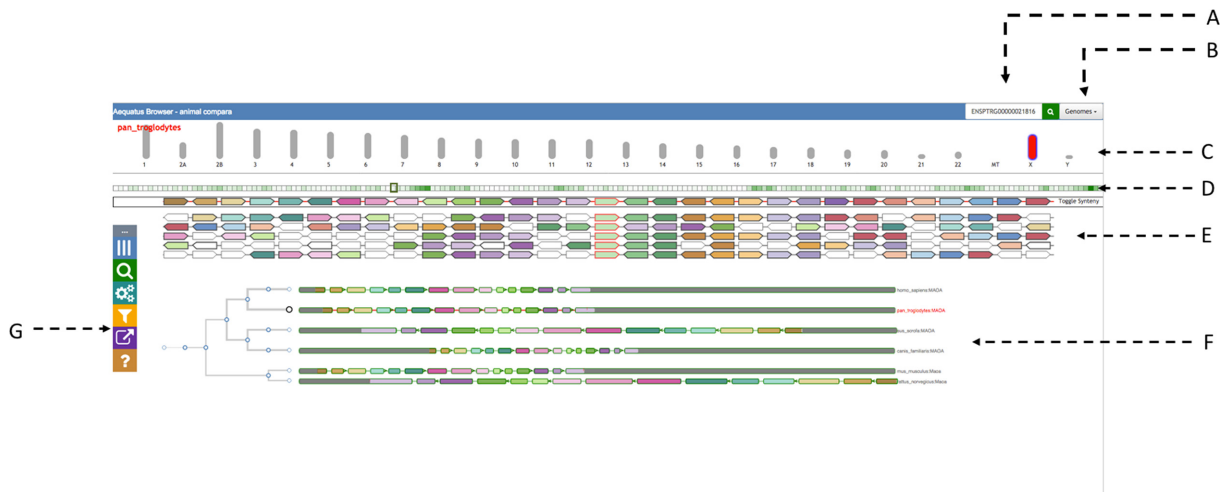 A
B
Aequatus Browser - animal compara
ENSPTRG00000021816
Genomes
pan_troglodytes
C
1 2A 2B 3 4 5 6 7 8 9 10 11 12 13 14 15 16 17 18 19 20 21 22 MT X Y
D
Toggle Synteny
E
...
homo_sapiens:MAOA
pan_troglodytes:MAOA
G
?
sus_scrofa:MAOA
F
canis_familiaris:MAOA
mus_musculus:Maoa